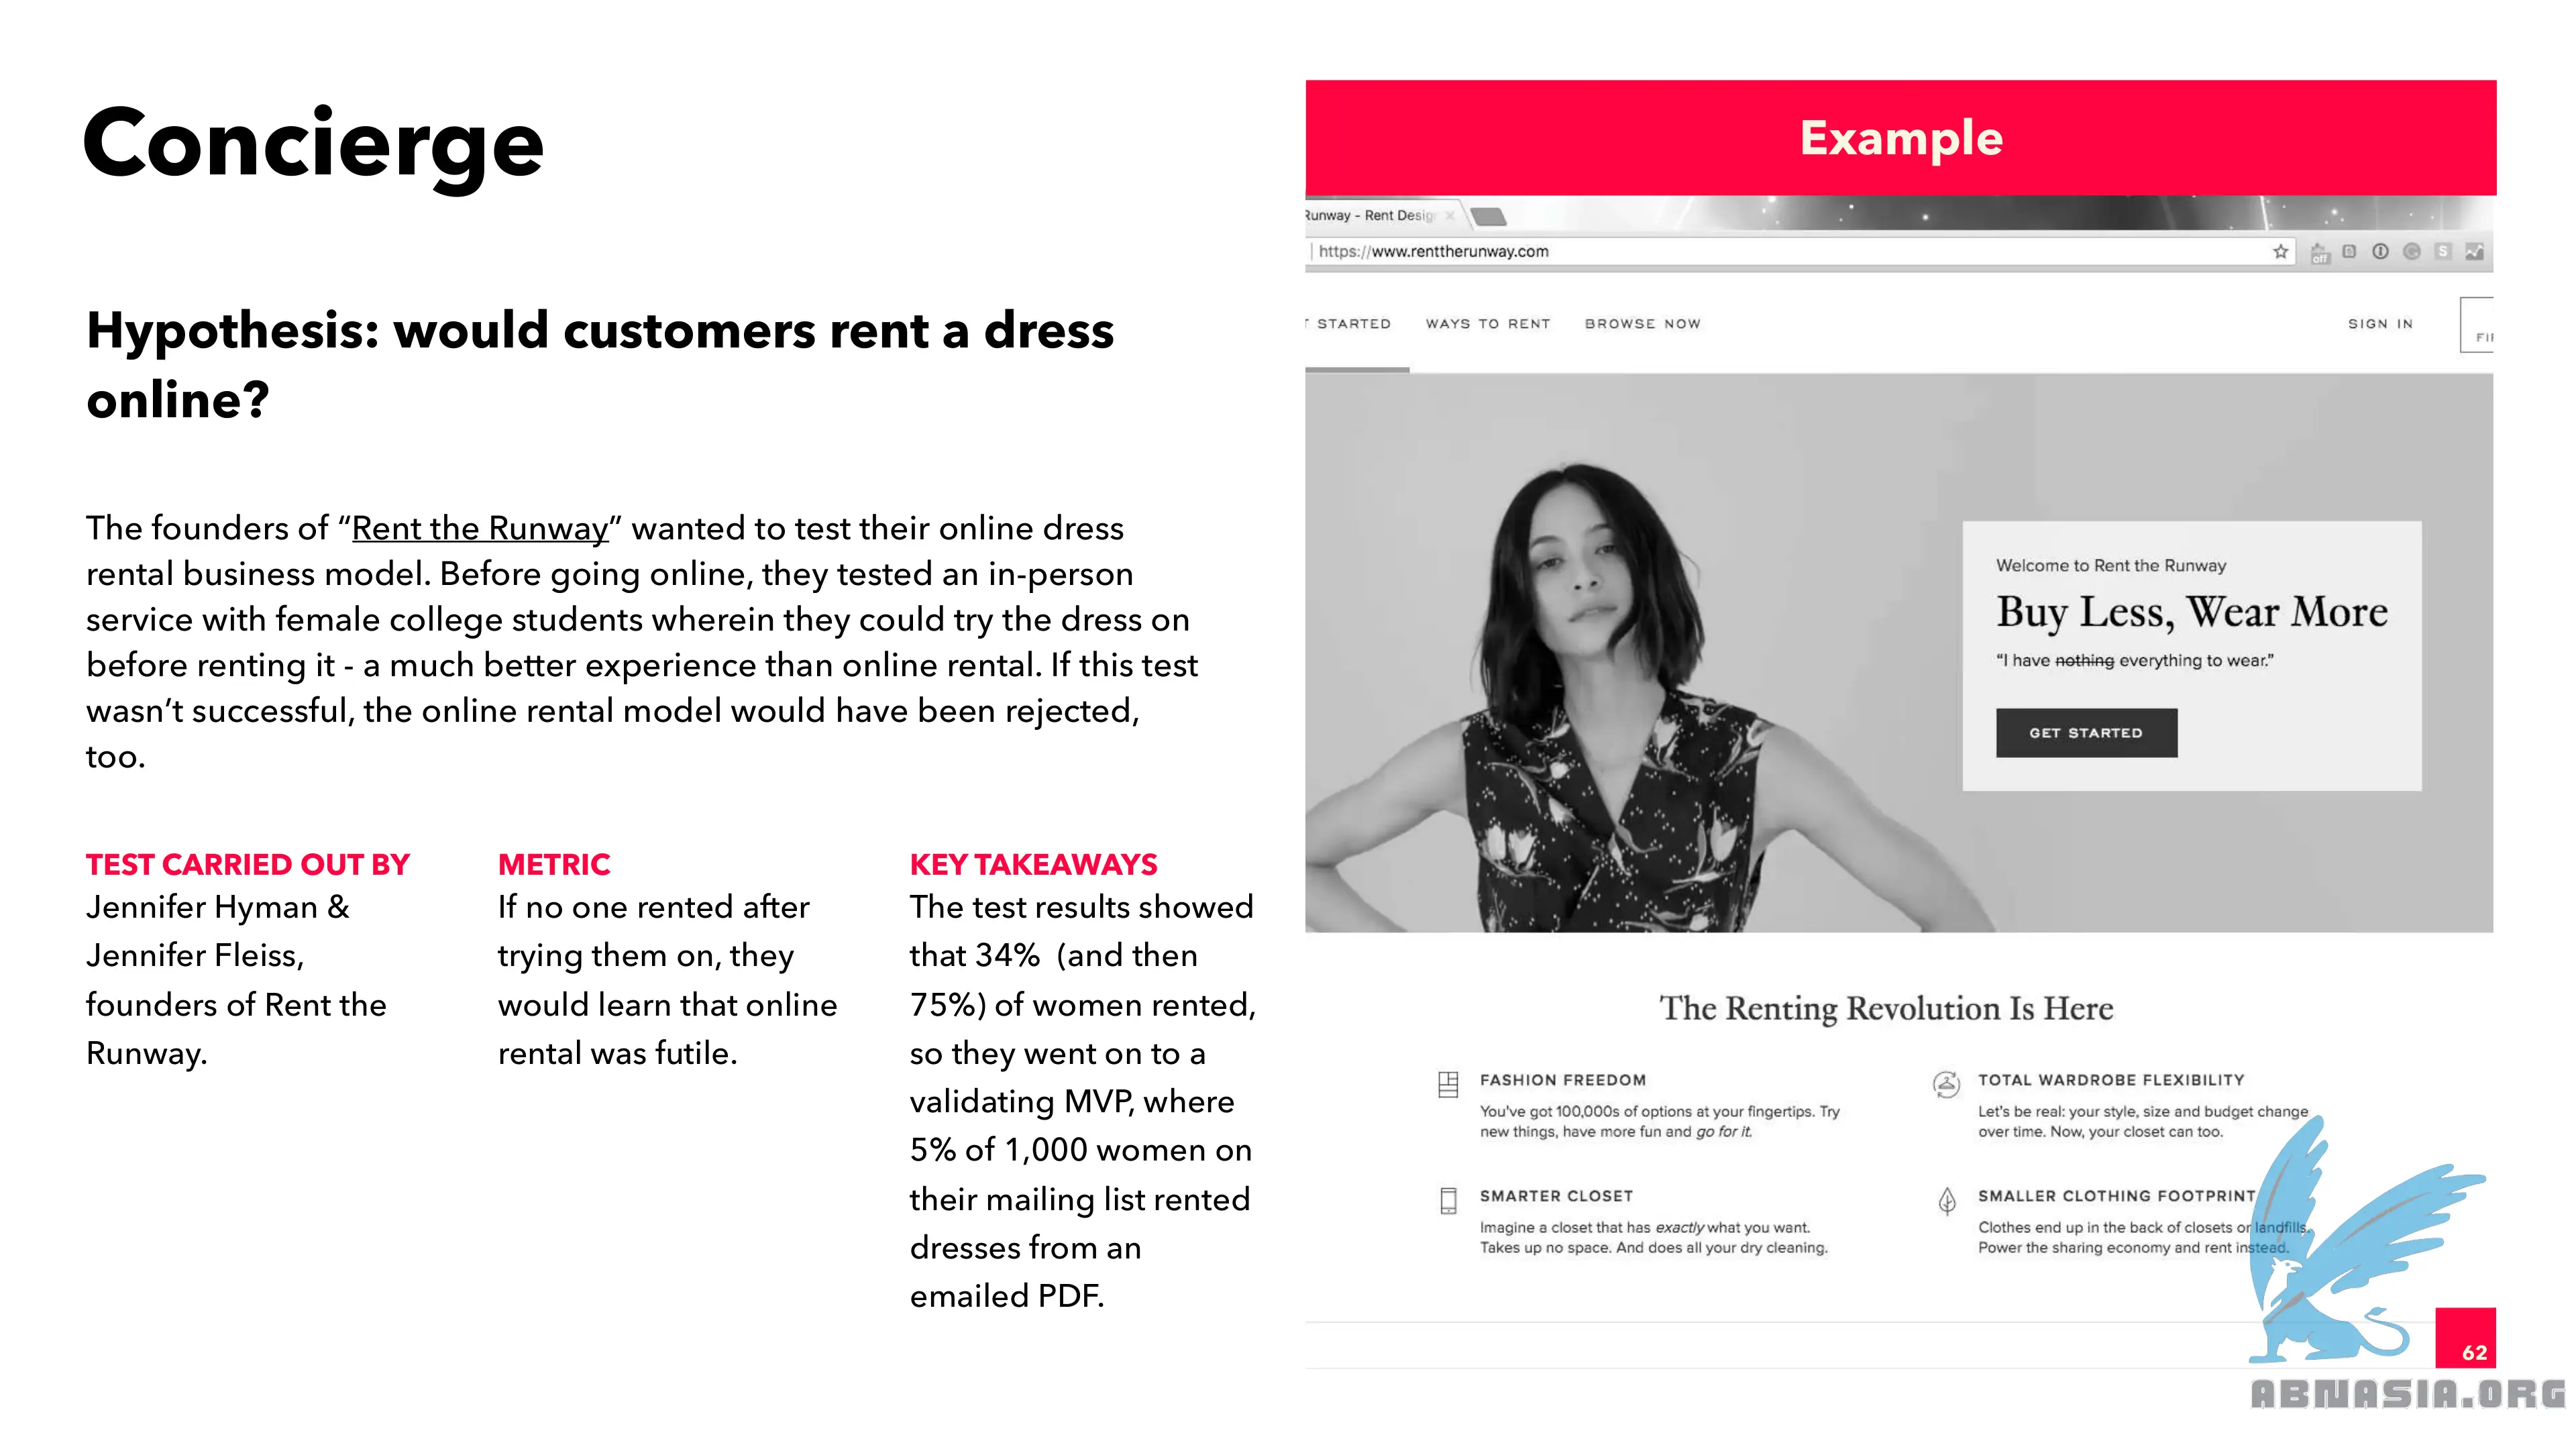 Concierge
Hypothesis: would customers rent a dress
online?
The founders of “Rent the Runway” wanted to test their online dress
rental business model. Before going online, they tested an in-person
service with female college students wherein they could try the dress on
before renting it - a much better experience than online rental. If this test
wasn’t successful, the online rental model would have been rejected,
too.
TEST CARRIED OUT BY
Jennifer Hyman &
Jennifer Fleiss,
founders of Rent the
Runway.
METRIC
If no one rented after
trying them on, they
would learn that online
rental was futile.
KEY TAKEAWAYS
The test results showed
that 34% (and then
75%) of women rented,
so they went on to a
validating MVP, where
5% of 1,000 women on
their mailing list rented
dresses from an
emailed PDF.
Example
Runway - Rent Desig
https://www.renttherunway.com
off
S
STARTED WAYS TO RENT BROWSE NOW SIGN IN
Welcome to Rent the Runway
Buy Less, Wear More
“I have nothing everything to wear.”
GET STARTED
The Renting Revolution Is Here
FASHION FREEDOM
You've got 100,000s of options at your fingertips. Try
new things, have more fun and go for it.
TOTAL WARDROBE FLEXIBILITY
Let's be real: your style, size and budget change
over time. Now, your closet can too.
SMARTER CLOSET
Imagine a closet that has exactly what you want.
Takes up no space. And does all your dry cleaning.
SMALLER CLOTHING FOOTPRINT
Clothes end up in the back of closets or landfills.
Power the sharing economy and rent instead.
62
ABNASIA.ORG